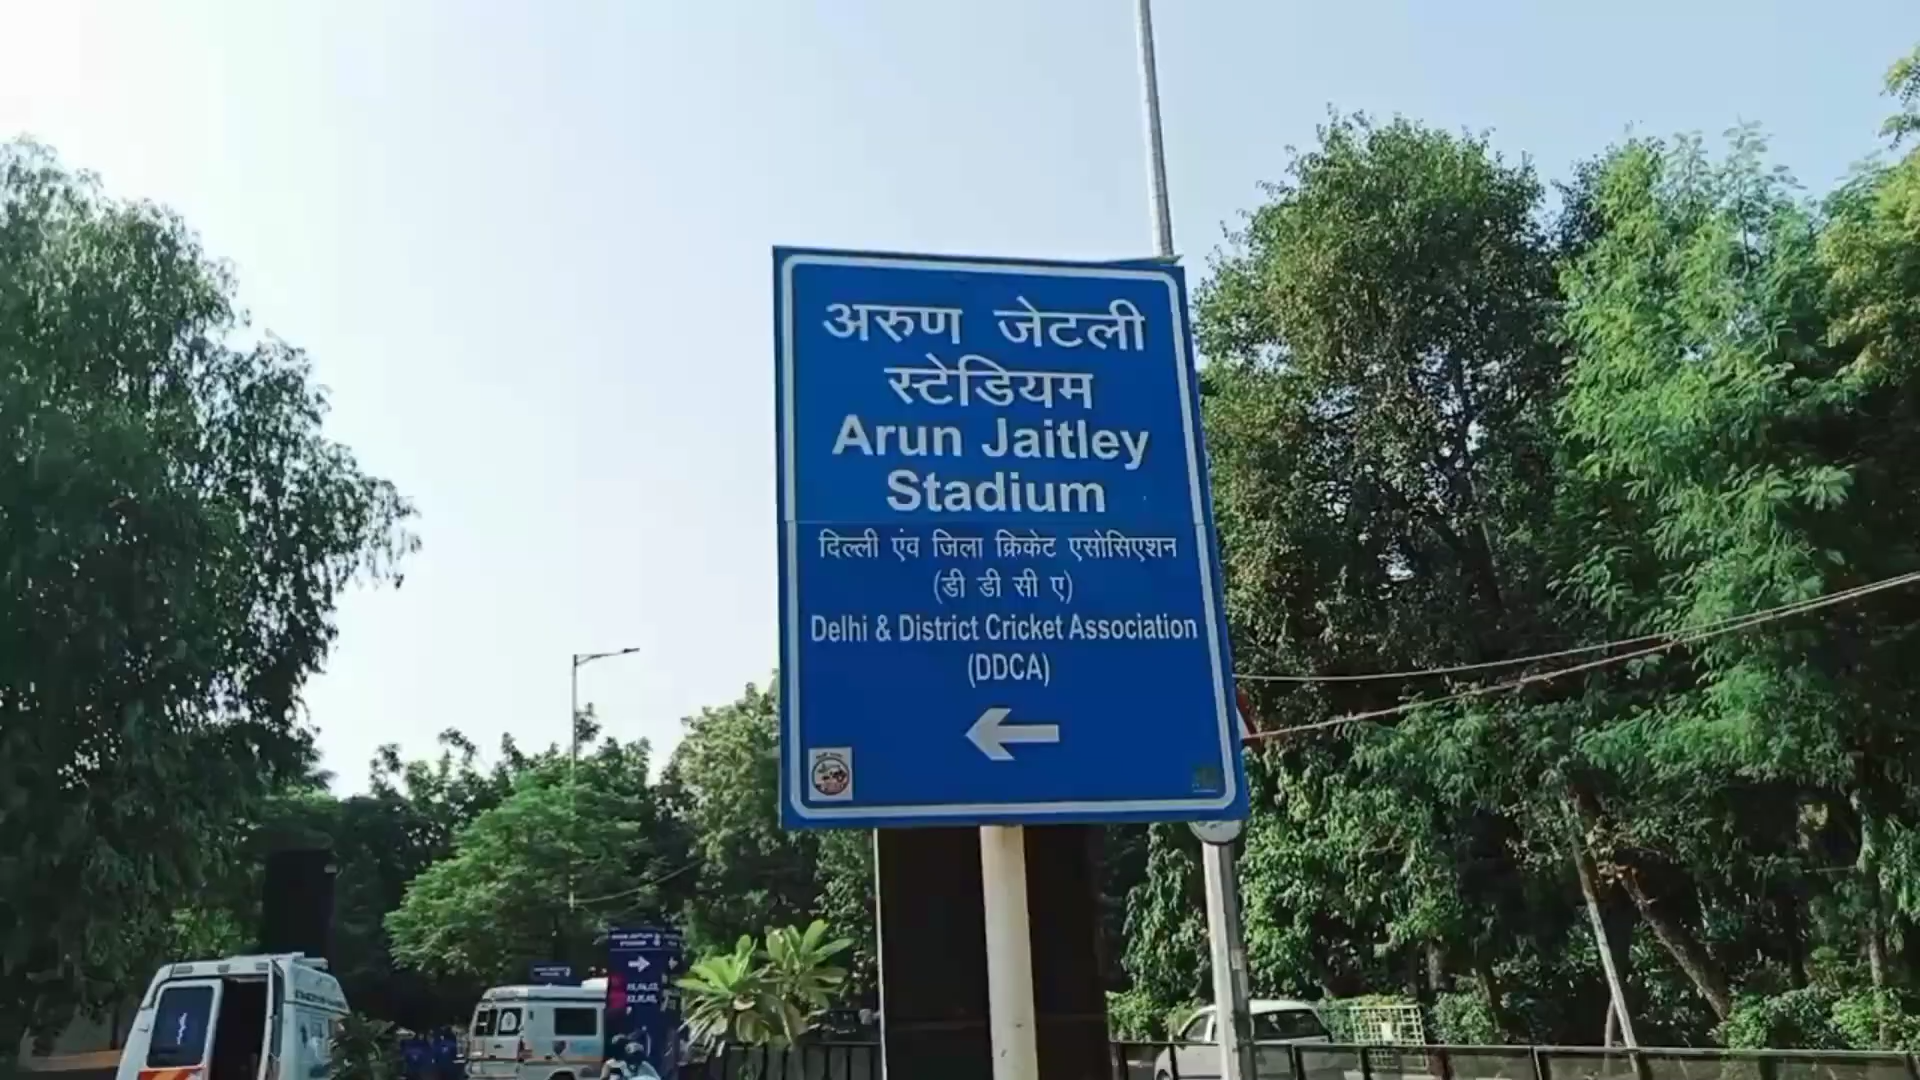 अरुण जेटली
स्टेडियम
Arun Jaitley
Stadium
दिल्ली एंव जिला क्रिकेट एसोसिएशन
(डी डी सी ए)
Delhi & District Cricket Association
(DDCA)